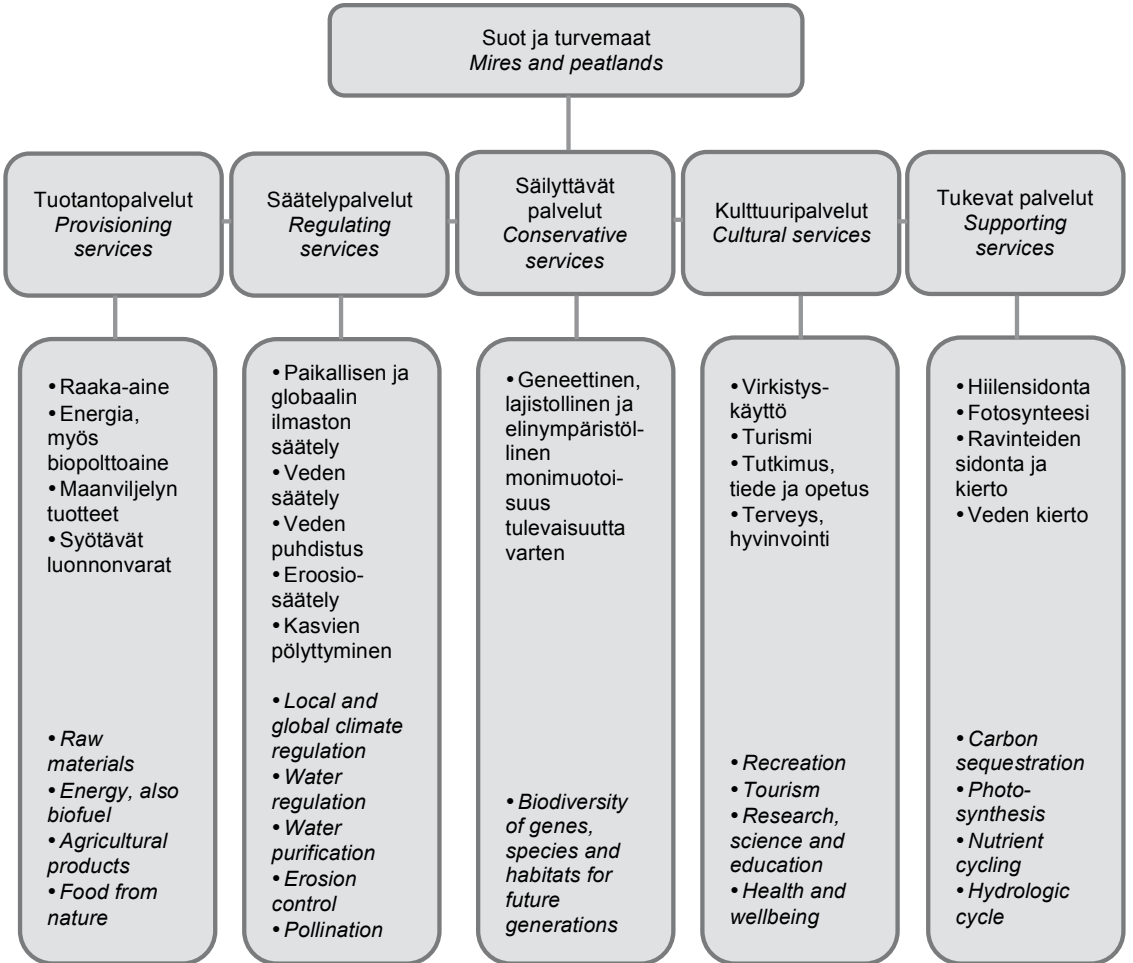 Suot ja turvemaat
Mires and peatlands
Tuotantopalvelut
Provisioning
services
Säätelypalvelut
Regulating
services
Säilyttävät
palvelut
Conservative
services
Kulttuuripalvelut
Cultural services
Tukevat palvelut
Supporting
services
• Raaka-aine
• Energia,
myös
biopolttoaine
• Maanviljelyn
tuotteet
• Syötävät
luonnonvarat
• Raw
materials
• Energy, also
biofuel
• Agricultural
products
• Food from
nature
• Paikallisen ja
globaalin
ilmaston
säätely
• Veden
säätely
• Veden
puhdistus
• Eroosio-
säätely
• Kasvien
pölyttyminen
• Local and
global climate
regulation
• Water
regulation
• Water
purification
• Erosion
control
• Pollination
• Geneettinen,
lajistollinen ja
elinympäristöl-
linen
monimuotoi-
suus
tulevaisuutta
varten
• Biodiversity
of genes,
species and
habitats for
future
generations
• Virkistys-
käyttö
• Turismi
• Tutkimus,
tiede ja opetus
• Terveys,
hyvinvointi
• Recreation
• Tourism
• Research,
science and
education
• Health and
wellbeing
• Hiilensidonta
• Fotosynteesi
• Ravinteiden
sidonta ja
kierto
• Veden kierto
• Carbon
sequestration
• Photo-
synthesis
• Nutrient
cycling
• Hydrologic
cycle